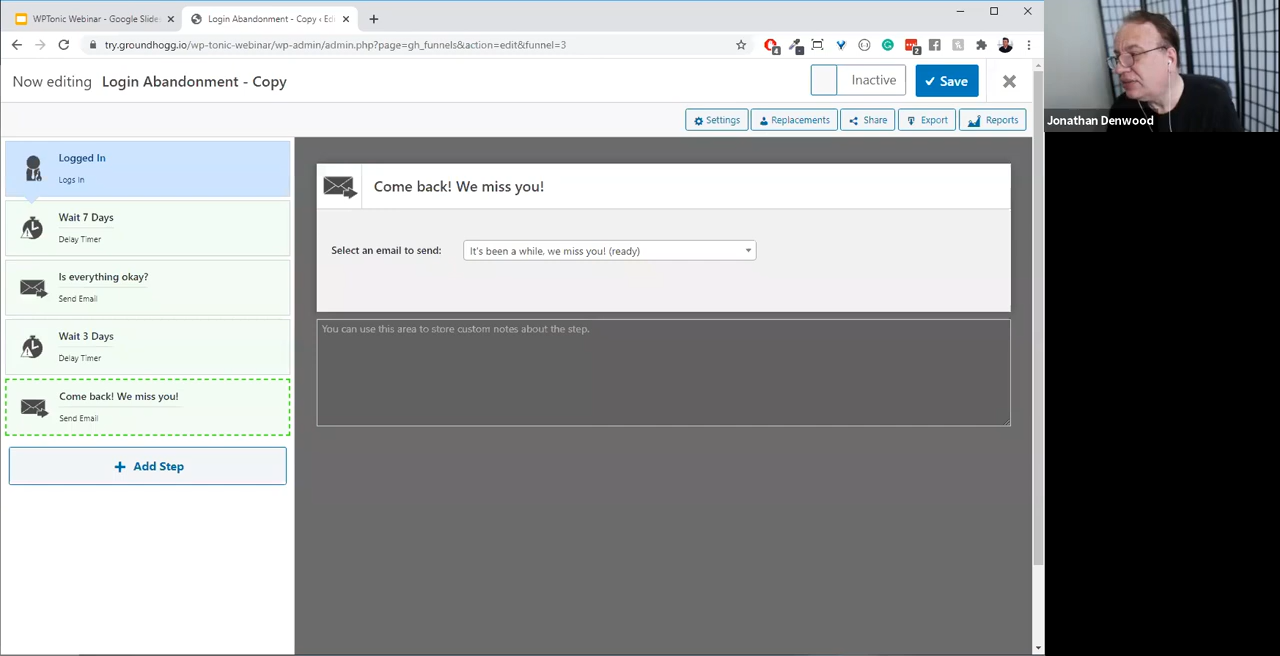 WPTonic Webinar - Google Slide
Login Abandonment - Copy ‹ Edi
try.groundhogg.io/wp-tonic-webinar/wp-admin/admin.php?page=gh_funnels&action=edit&funnel=3
4
2
Now editing Login Abandonment - Copy
Inactive
Save
Settings
Replacements
Share
Export
Reports
Logged In
Logs In
Wait 7 Days
Delay Timer
Is everything okay?
Send Email
Wait 3 Days
Delay Timer
Come back! We miss you!
Send Email
+ Add Step
Come back! We miss you!
Select an email to send: It's been a while, we miss you! (ready)
You can use this area to store custom notes about the step.
Jonathan Denwood